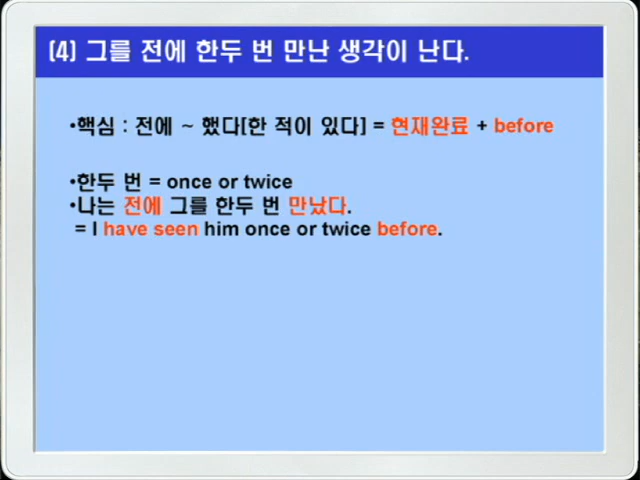 (4) 그를 전에 한두 번 만난 생각이 난다.
•핵심 : 전에 ~ 했다[한 적이 있다] = 현재완료 + before
•한두 번 = once or twice
•나는 전에 그를 한두 번 만났다.
= I have seen him once or twice before.